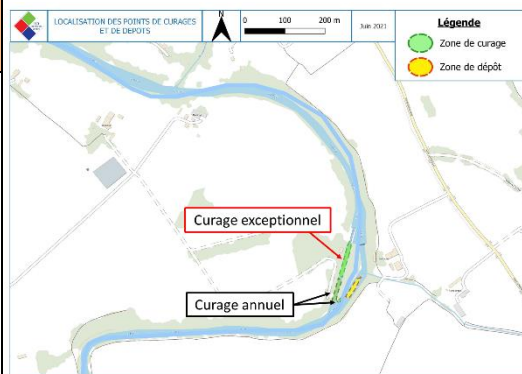 LOCALISATION DES POINTS DE CURAGES
ET DE DEPOTS
N
0 100 200 m
Juin 2021
Légende
Zone de curage
Zone de dépôt
Curage exceptionnel
Curage annuel